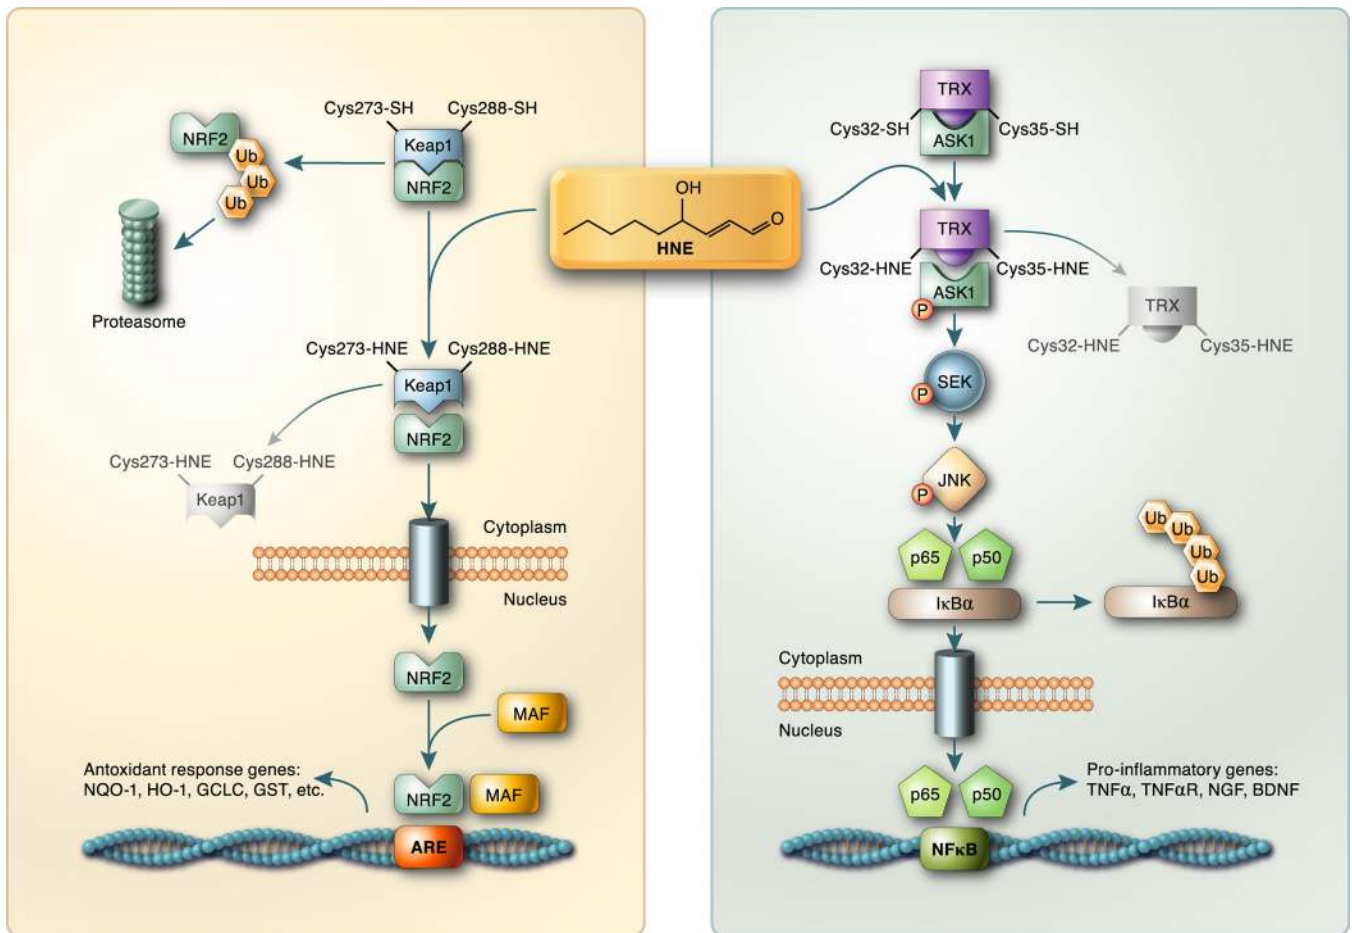 Cys273-SH
Cys288-SH
Keap1
NRF2
NRF2
Ub
Ub
Ub
Proteasome
OH
O
HNE
Cys273-HNE
Cys288-HNE
Keap1
NRF2
Cys273-HNE
Cys288-HNE
Keap1
Cytoplasm
Nucleus
NRF2
MAF
NRF2
MAF
Antoxidant response genes:
NQO-1, HO-1, GCLC, GST, etc.
ARE
TRX
Cys32-SH
Cys35-SH
ASK1
TRX
Cys32-HNE
Cys35-HNE
ASK1
P
TRX
Cys32-HNE
Cys35-HNE
SEK
P
JNK
P
p65
p50
IκBα
Ub
Ub
Ub
Ub
IκBα
Cytoplasm
Nucleus
p65
p50
Pro-inflammatory genes:
TNFα, TNFαR, NGF, BDNF
NFκB